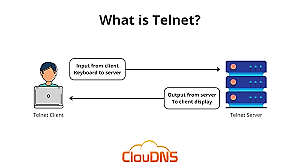 What is Telnet?
Input from client
Keyboard to server
Output from server
To client display
Telnet Client
Telnet Server
ClouDNS